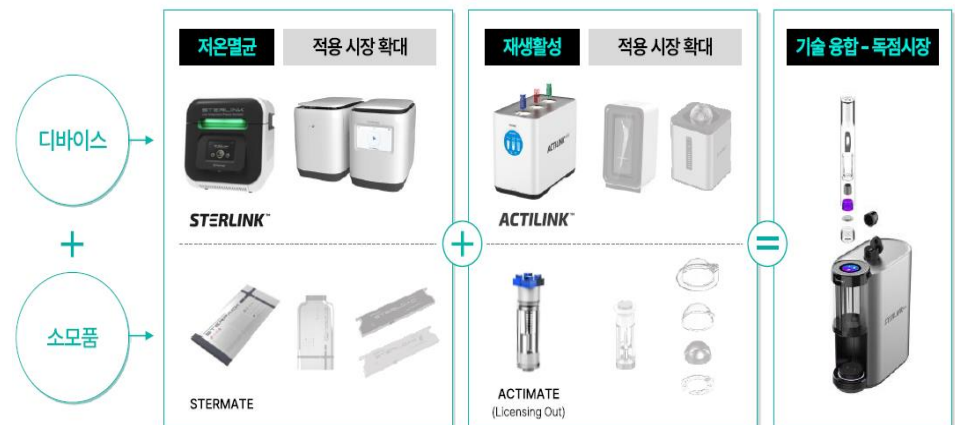 저온멸균
적용 시장 확대
재생활성
적용 시장 확대
기술 융합 - 독점시장
디바이스
STERLINK
STERLINK™
ACTILINK
ACTILINK™
+
+
=
소모품
STERMATE
ACTIMATE
(Licensing Out)